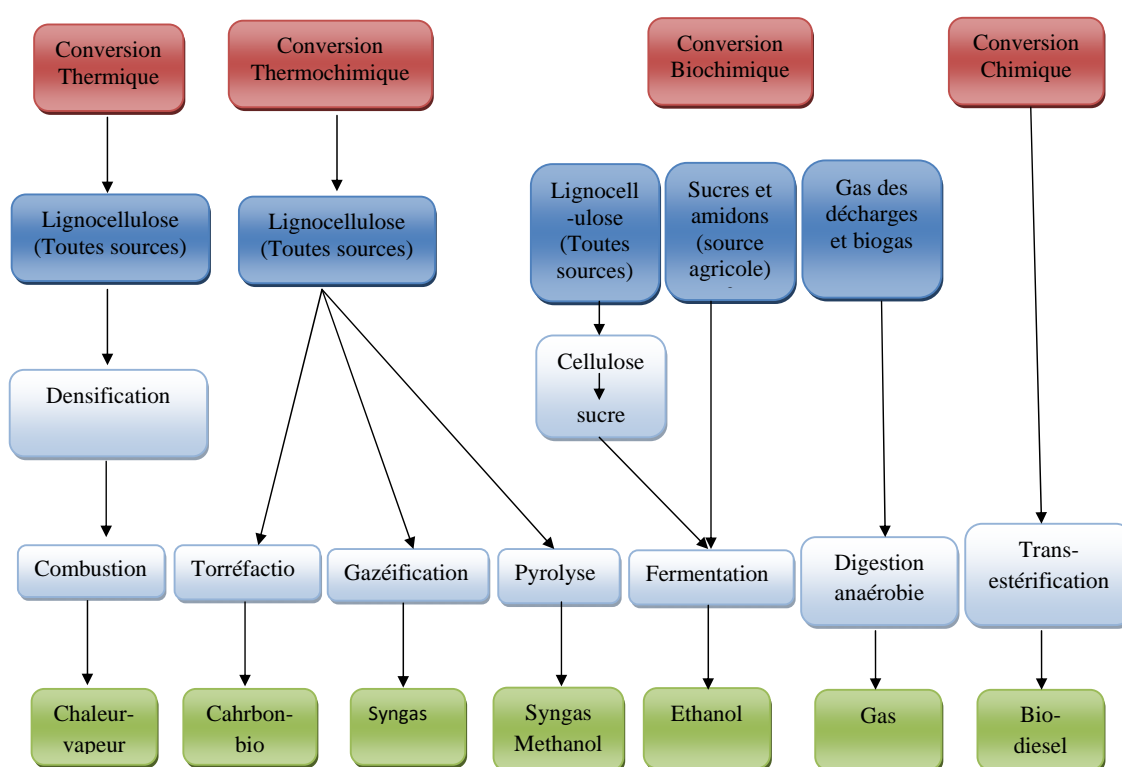 Conversion
Thermique
Conversion
Thermochimique
Conversion
Biochimique
Conversion
Chimique
Lignocellulose
(Toutes sources)
Lignocellulose
(Toutes sources)
Lignocell
-ulose
(Toutes
sources)
Sucres et
amidons
(source
agricole)
Gas des
décharges
et biogas
Densification
Cellulose
sucre
Combustion
Torréfactio
Gazéification
Pyrolyse
Fermentation
Digestion
anaérobie
Trans-
estérification
Chaleur-
vapeur
Cahrbon-
bio
Syngas
Syngas
Methanol
Ethanol
Gas
Bio-
diesel